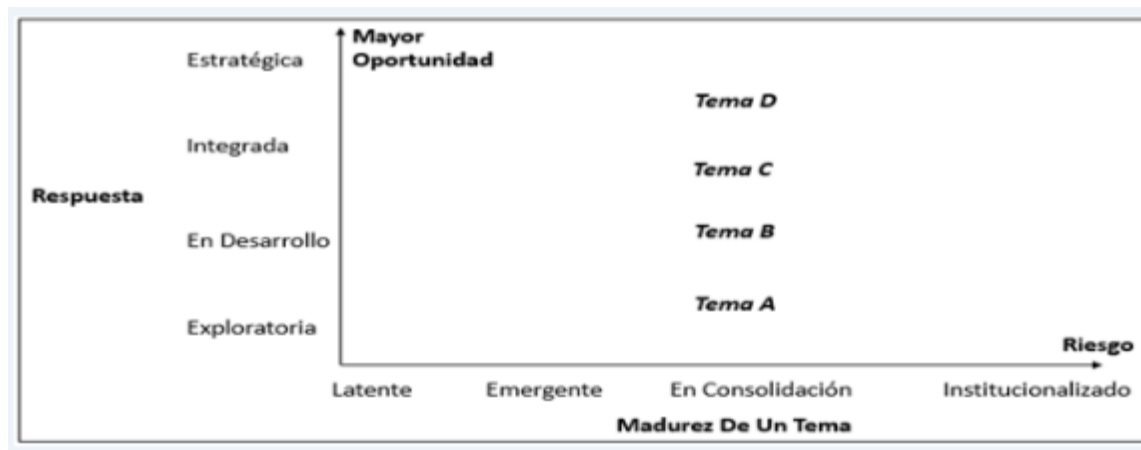 Mayor
Oportunidad
Estratégica
Tema D
Integrada
Tema C
Respuesta
Tema B
En Desarrollo
Tema A
Exploratoria
Riesgo
Latente Emergente En Consolidación Institucionalizado
Madurez De Un Tema